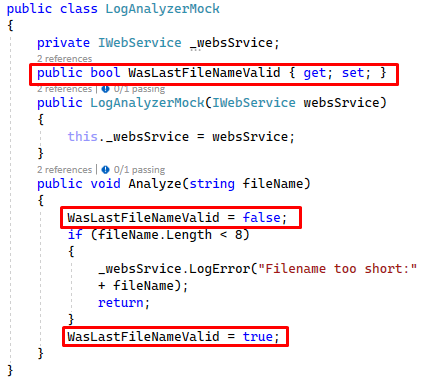 public class LogAnalyzerMock
{
private IWebService _websSrvice;
2 references
public bool WasLastFileNameValid { get; set; }
2 references | 0/1 passing
public LogAnalyzerMock(IWebService websSrvice)
{
this._websSrvice = websSrvice;
}
2 references | 0/1 passing
public void Analyze(string fileName)
{
WasLastFileNameValid = false;
if (fileName.Length < 8)
{
_websSrvice.LogError("Filename too short:"
+ fileName);
return;
}
WasLastFileNameValid = true;
}
}